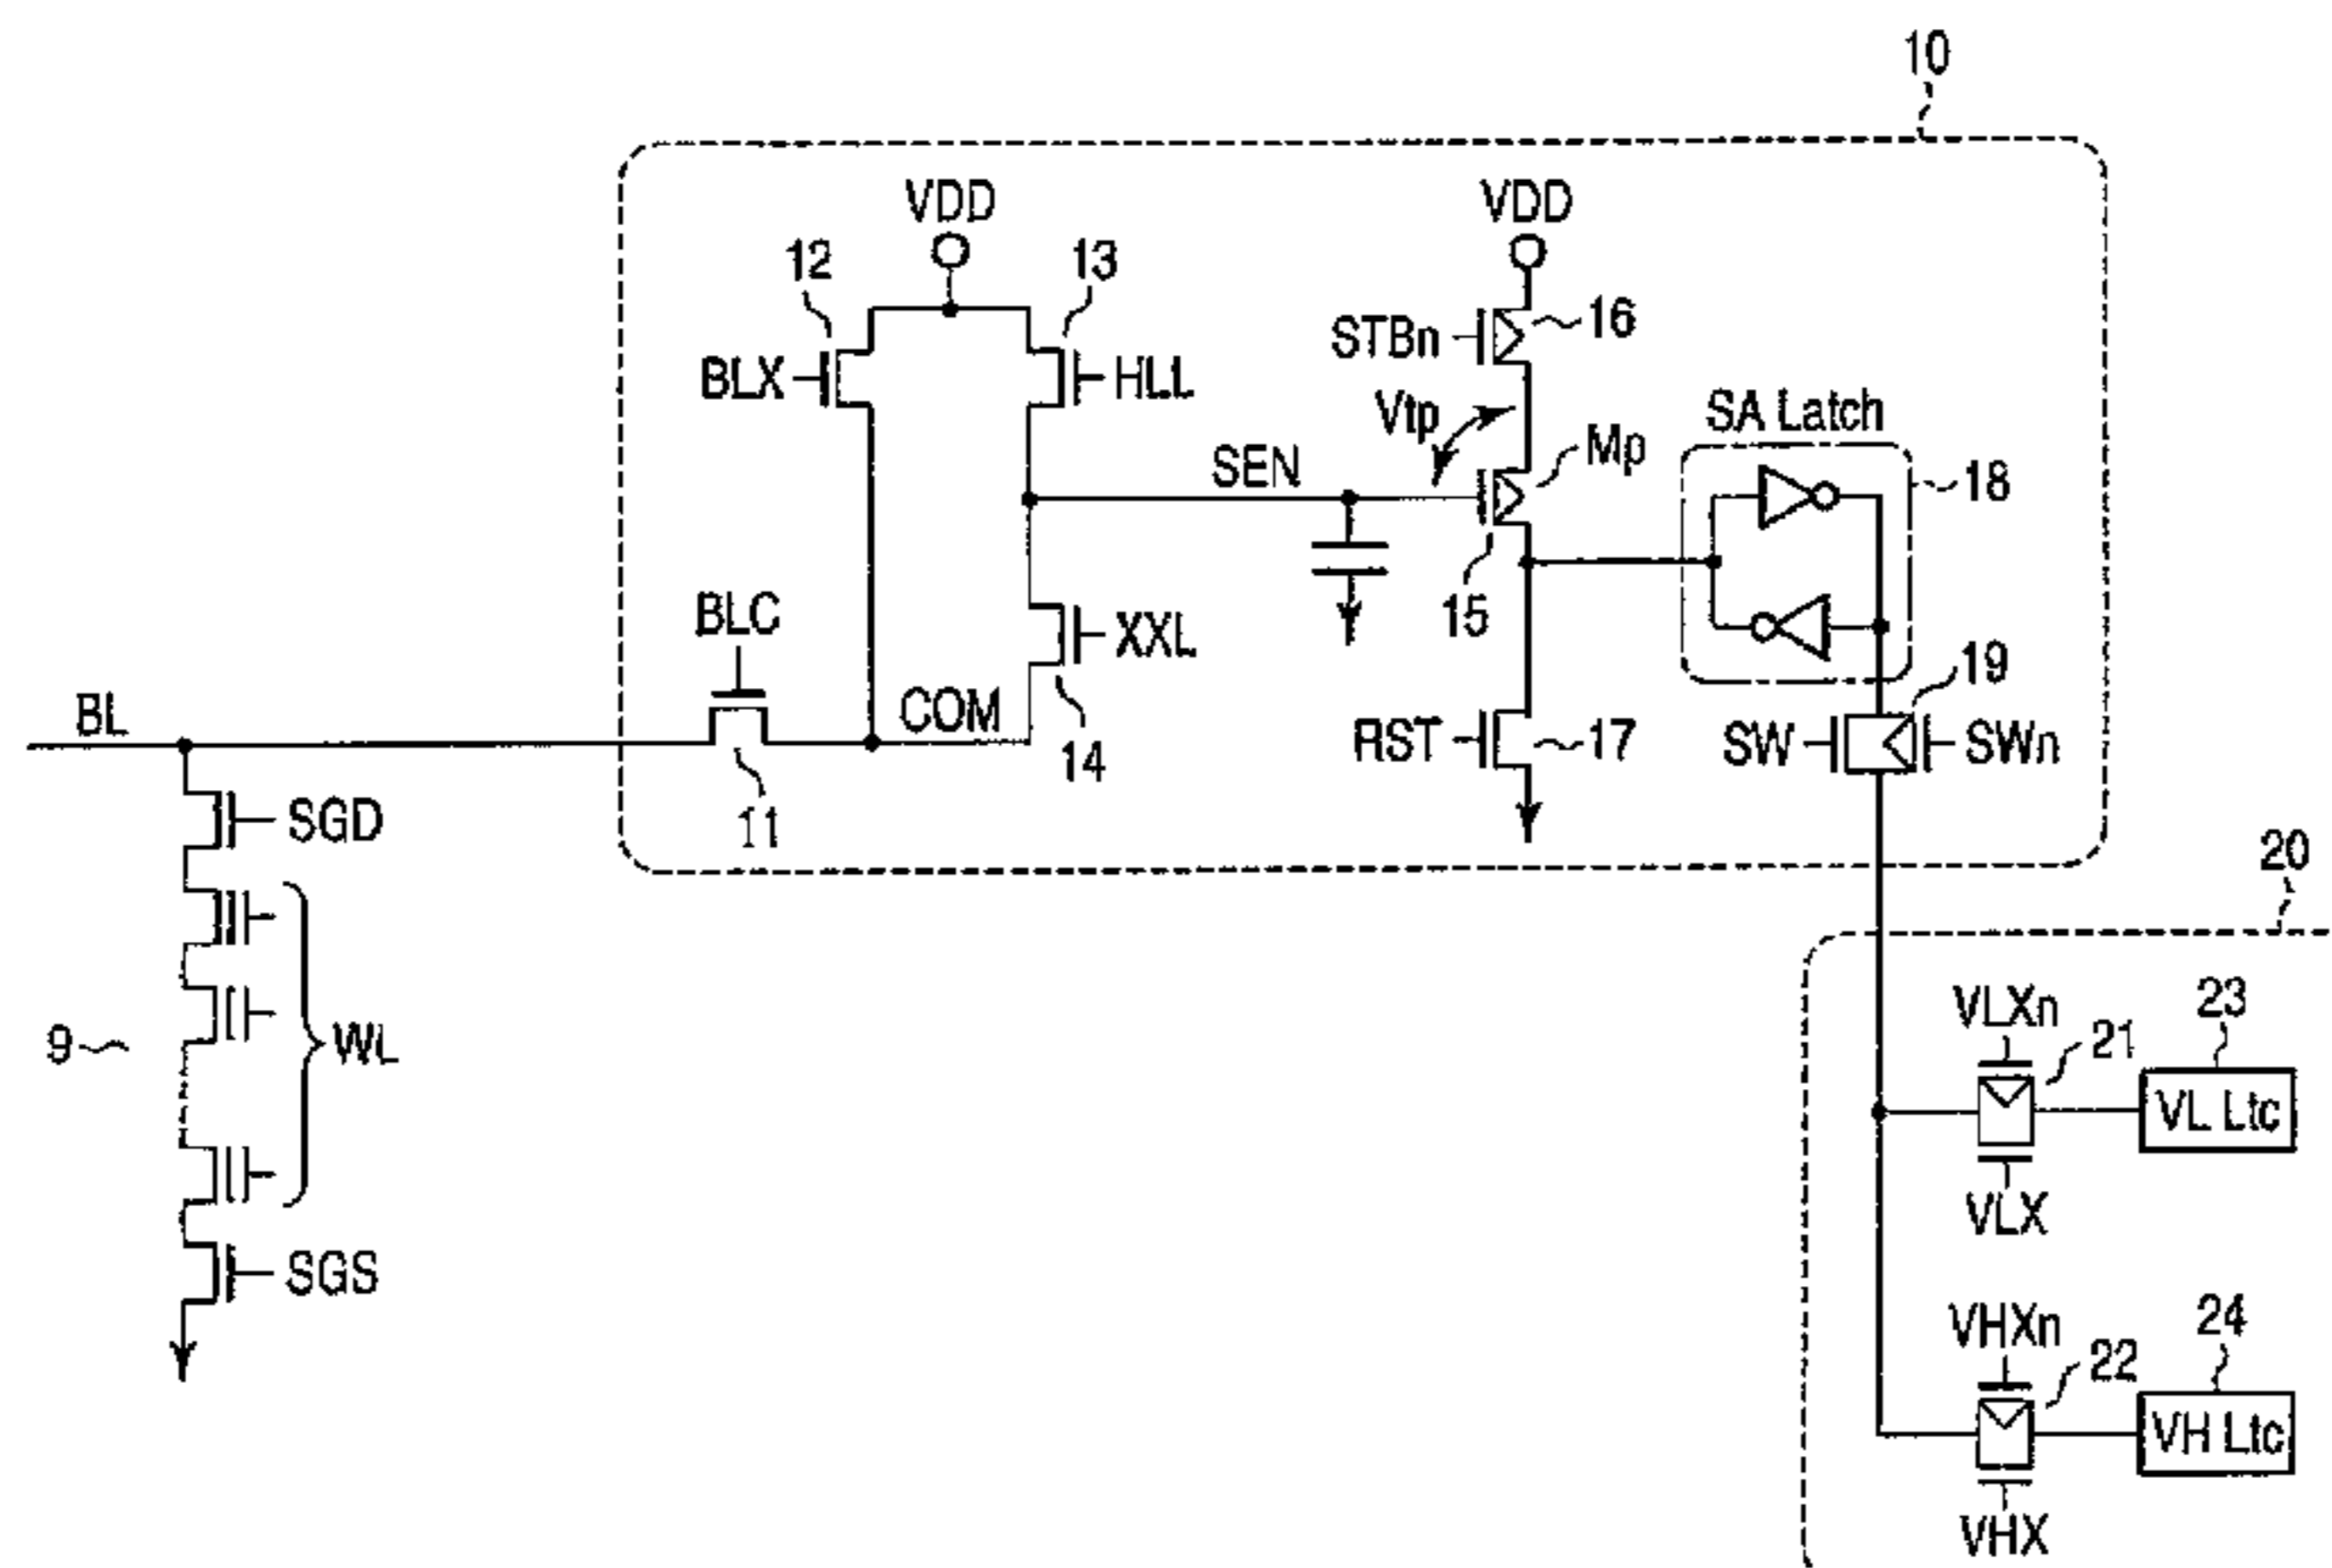 10
VDD
VDD
12
13
BLX
HLL
STBn
16
Vtp
SA Latch
Mp
SEN
18
15
BLC
XXL
19
BL
COM
14
RST
17
SW
SWn
11
SGD
20
9
WL
VLXn
21
23
VL Ltc
VLX
SGS
VHXn
22
24
VH Ltc
VHX